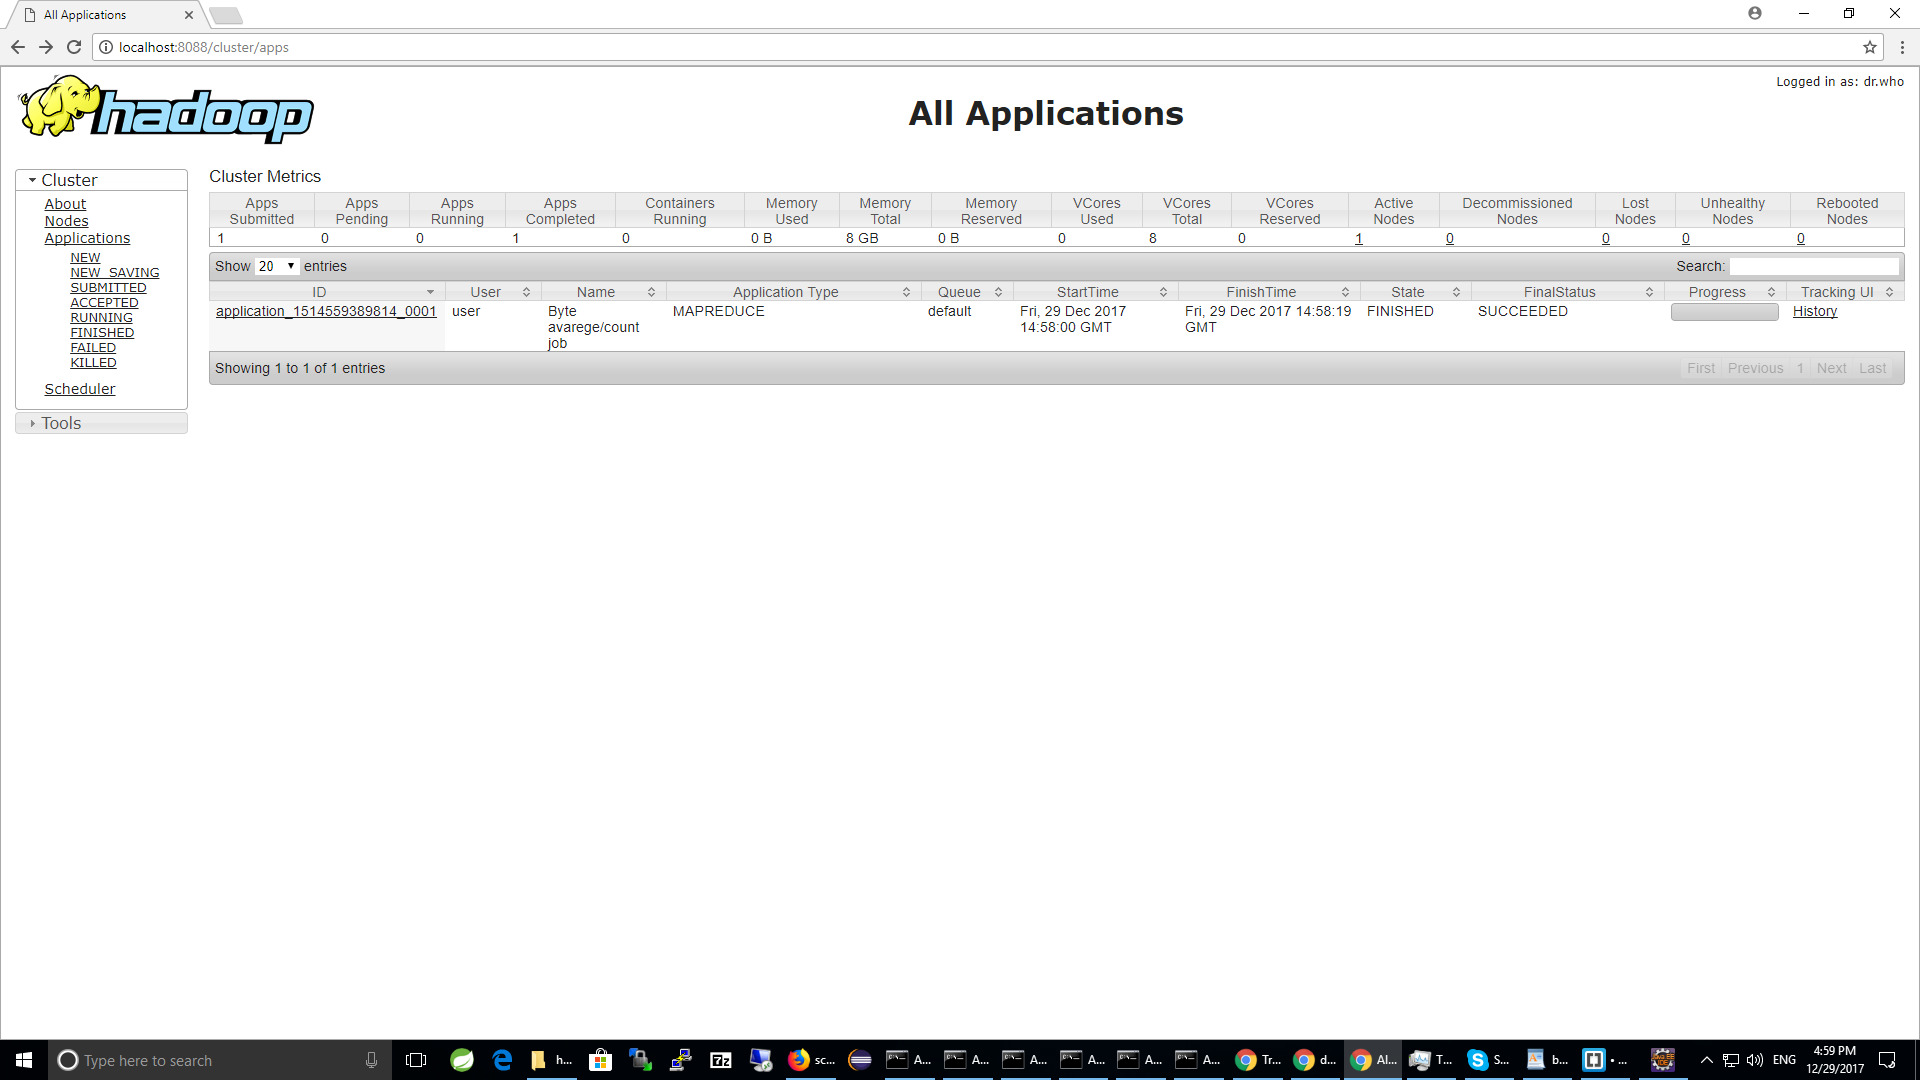 All Applications
localhost:8088/cluster/apps
hadoop
All Applications
Logged in as: dr.who
Cluster
About
Nodes
Applications
NEW
NEW_SAVING
SUBMITTED
ACCEPTED
RUNNING
FINISHED
FAILED
KILLED
Scheduler
Tools
Cluster Metrics
Apps Submitted Apps Pending Apps Running Apps Completed Containers Running Memory Used Memory Total Memory Reserved VCores Used VCores Total VCores Reserved Active Nodes Decommissioned Nodes Lost Nodes Unhealthy Nodes Rebooted Nodes
1 0 0 1 0 0 B 8 GB 0 B 0 8 0 1 0 0 0 0
Show 20 entries Search:
ID User Name Application Type Queue StartTime FinishTime State FinalStatus Progress Tracking UI
application_1514559389814_0001 user Byte avarege/count job MAPREDUCE default Fri, 29 Dec 2017 14:58:00 GMT Fri, 29 Dec 2017 14:58:19 GMT FINISHED SUCCEEDED History
Showing 1 to 1 of 1 entries First Previous 1 Next Last
Type here to search h... 7z sc... A... A... A... A... A... A... Tr... d... Al... T... S... b... • ... ENG 4:59 PM
12/29/2017